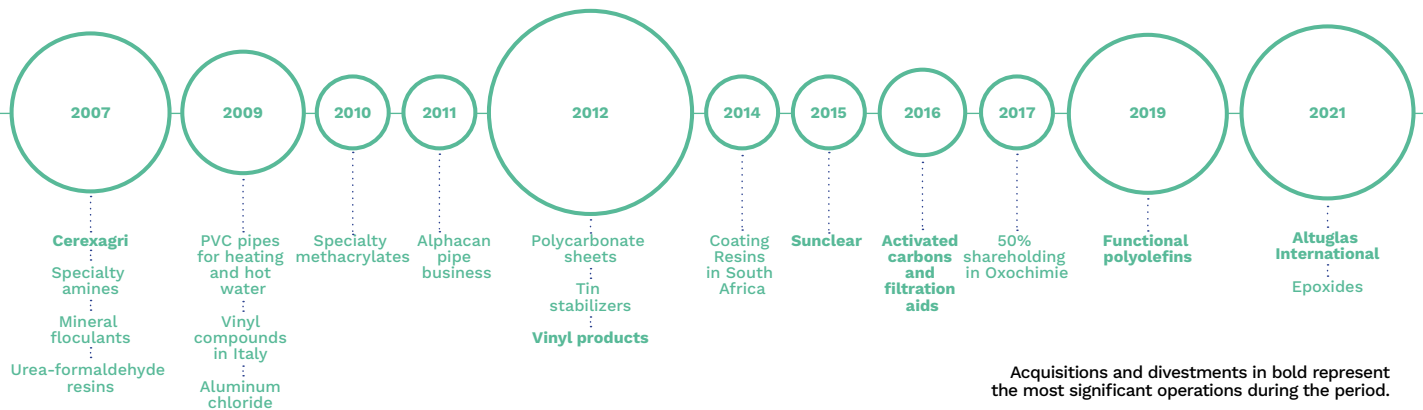 2007
2009
2010
2011
2012
2014
2015
2016
2017
2019
2021
Cerexagri
Specialty
amines
Mineral
floculants
Urea-formaldehyde
resins
PVC pipes
for heating
and hot
water
Vinyl
compounds
in Italy
Aluminum
chloride
Specialty
methacrylates
Alphacan
pipe
business
Polycarbonate
sheets
Tin
stabilizers
Vinyl products
Coating
Resins
in South
Africa
Sunclear
Activated
carbons
and
filtration
aids
50%
shareholding
in Oxochimie
Functional
polyolefins
Altuglas
International
Epoxides
Acquisitions and divestments in bold represent
the most significant operations during the period.